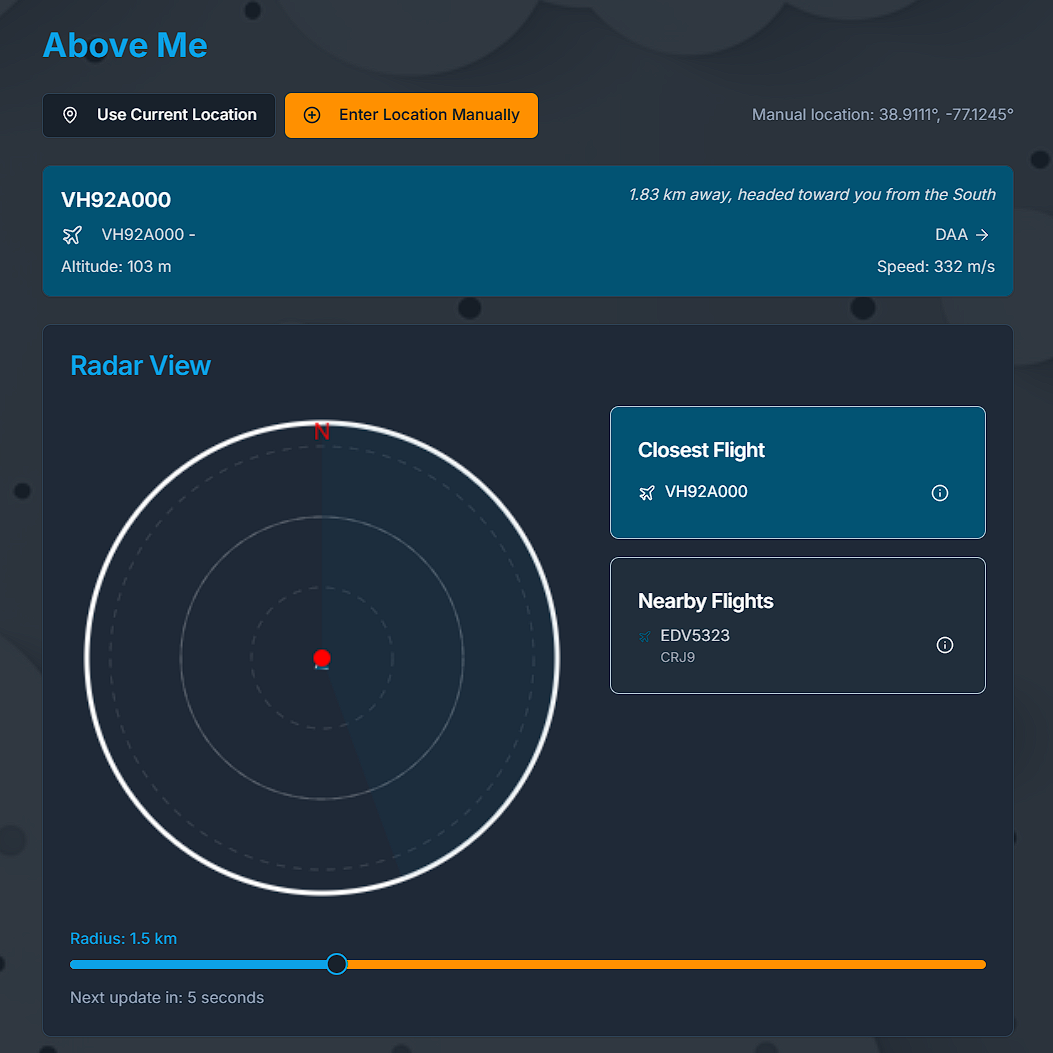 Above Me
Use Current Location
Enter Location Manually
Manual location: 38.9111°, -77.1245°
VH92A000
1.83 km away, headed toward you from the South
VH92A000 -
DAA →
Altitude: 103 m
Speed: 332 m/s
Radar View
N
Closest Flight
VH92A000
Nearby Flights
EDV5323
CRJ9
Radius: 1.5 km
Next update in: 5 seconds